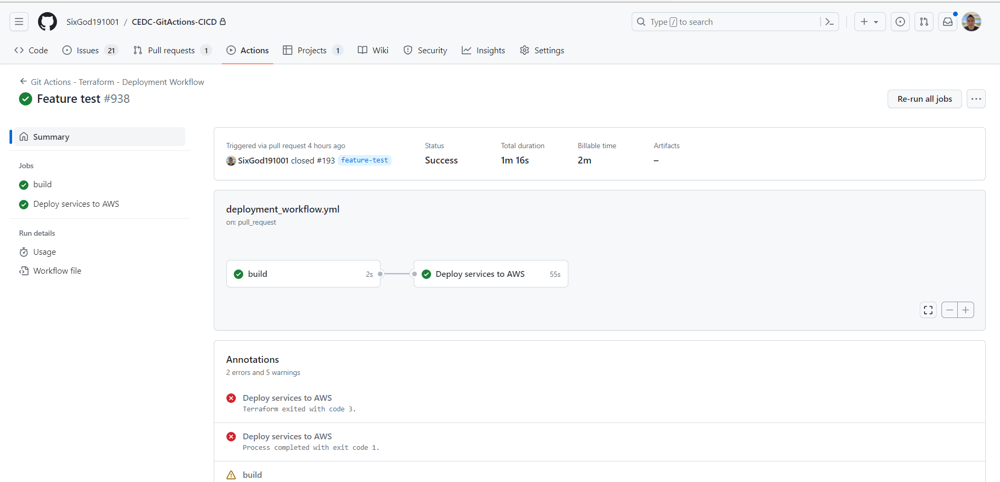 SixGod191001 / CEDC-GitActions-CICD
Type / to search
Code
Issues 21
Pull requests 1
Actions
Projects 1
Wiki
Security
Insights
Settings
Git Actions - Terraform - Deployment Workflow
Feature test #938
Re-run all jobs
Summary
Jobs
build
Deploy services to AWS
Run details
Usage
Workflow file
Triggered via pull request 4 hours ago
SixGod191001 closed #193 feature-test
Status
Success
Total duration
1m 16s
Billable time
2m
Artifacts
–
deployment_workflow.yml
on: pull_request
build 2s
Deploy services to AWS 55s
Annotations
2 errors and 5 warnings
Deploy services to AWS
Terraform exited with code 3.
Deploy services to AWS
Process completed with exit code 1.
build